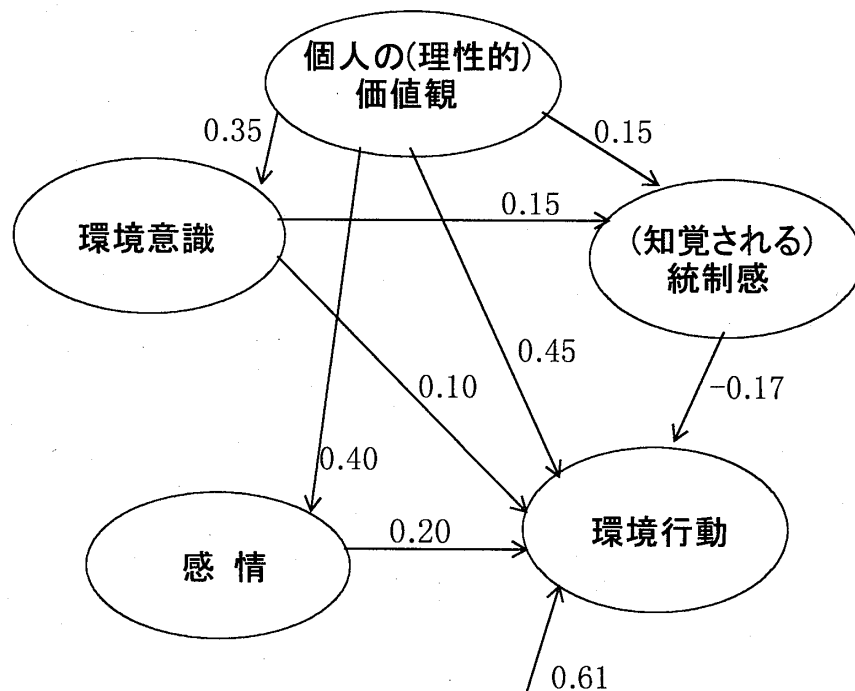 個人の(理性的)
価値観
0.35
0.15
環境意識
0.15
(知覚される)
統制感
0.45
0.10
-0.17
0.40
感 情
0.20
環境行動
0.61